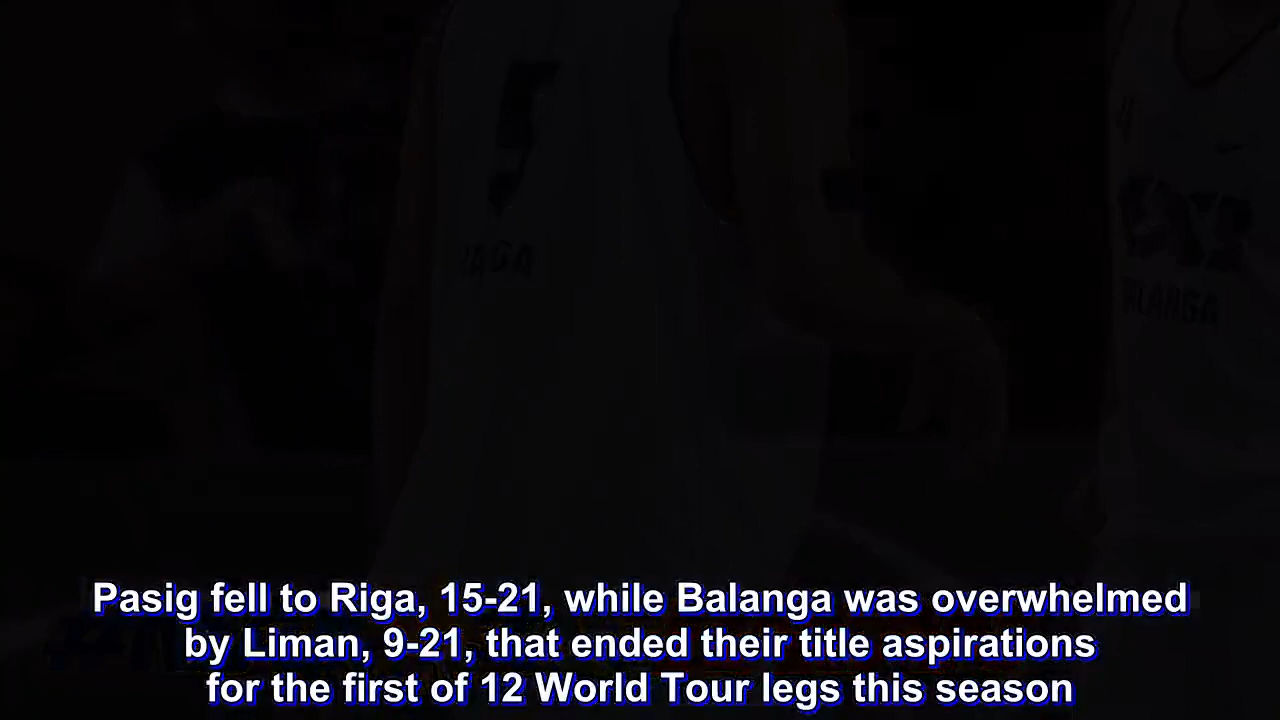 Pasig fell to Riga, 15-21, while Balanga was overwhelmed
by Liman, 9-21, that ended their title aspirations
for the first of 12 World Tour legs this season